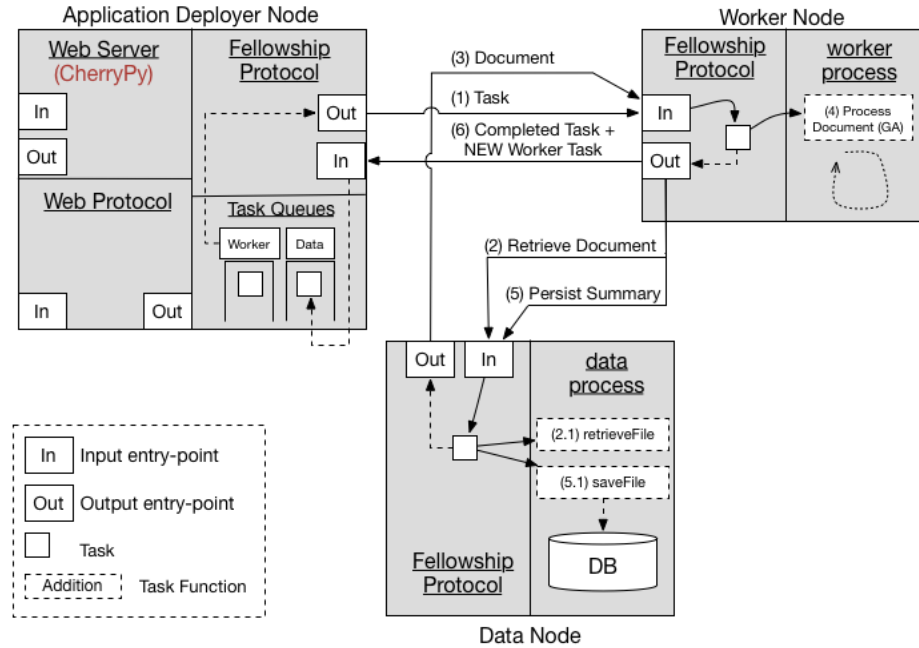 Application Deployer Node
Web Server
(CherryPy)
In
Out
Fellowship
Protocol
Out
In
Web Protocol
In
Out
Task Queues
Worker
Data
(3) Document
(1) Task
(6) Completed Task +
NEW Worker Task
(2) Retrieve Document
(5) Persist Summary
Worker Node
Fellowship
Protocol
In
Out
worker
process
(4) Process
Document (GA)
Out
In
data
process
(2.1) retrieveFile
(5.1) saveFile
DB
Fellowship
Protocol
Data Node
In
Input entry-point
Out
Output entry-point
Task
Addition
Task Function